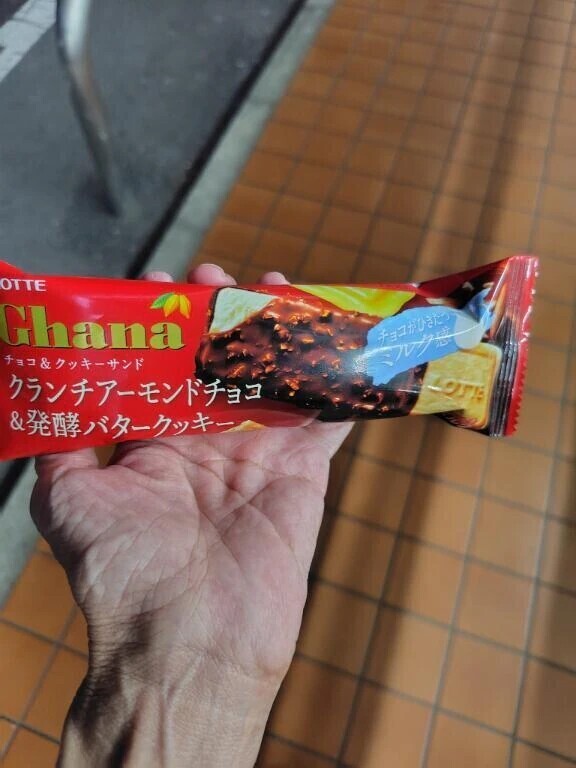 LOTTE
Ghana
チョコ&クッキーサンド
クランチアーモンドチョコ
&発酵バタークッキー
チョコがひきたつ
ミルク感
LOTTE